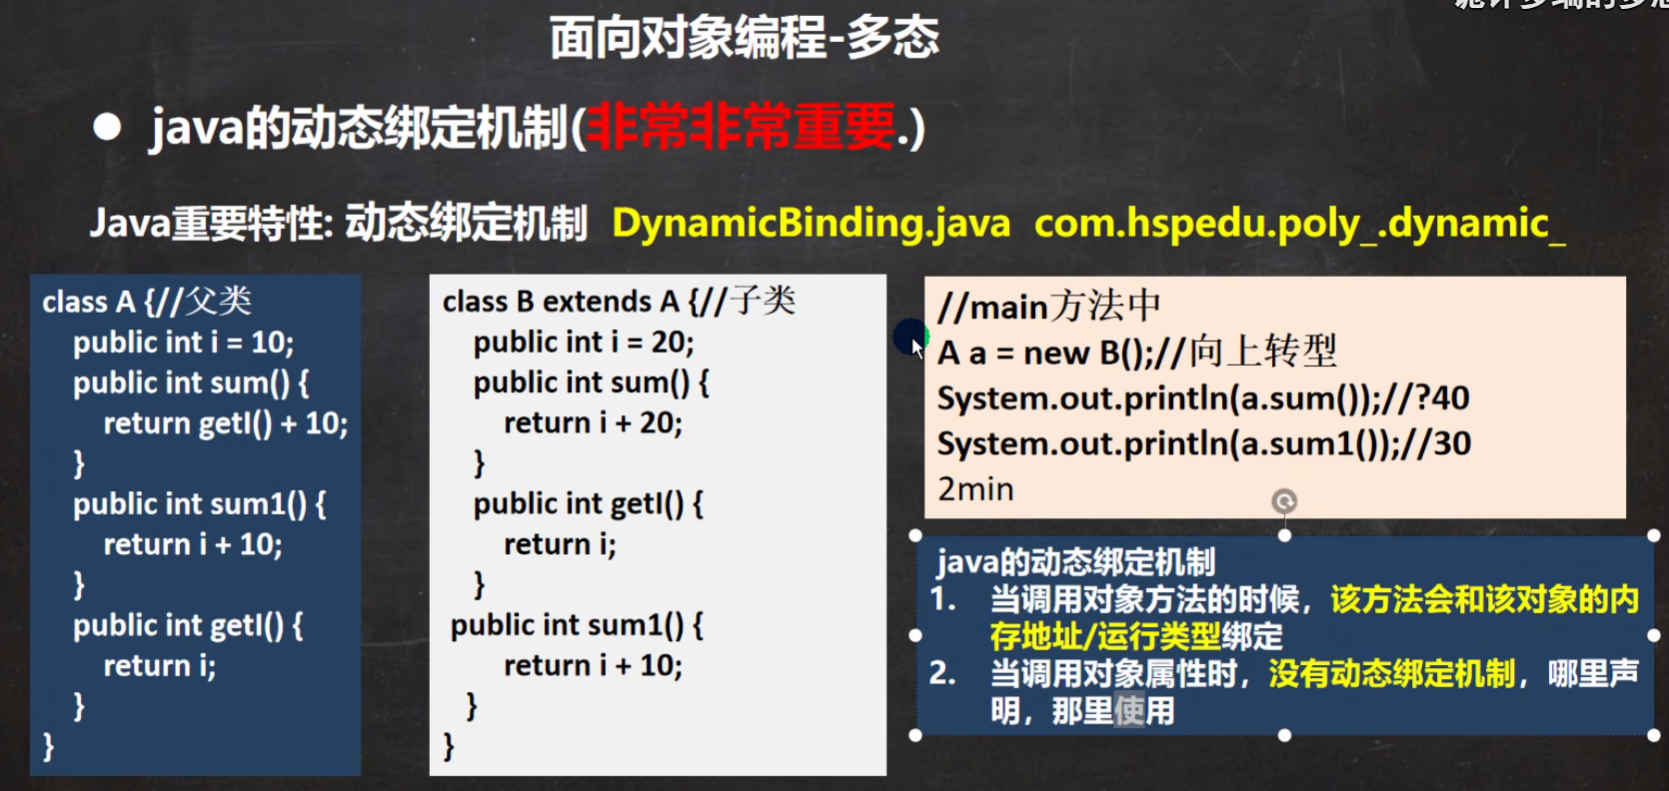 面向对象编程-多态
● java的动态绑定机制(非常非常重要.)
Java重要特性: 动态绑定机制 DynamicBinding.java com.hspedu.poly_.dynamic_
class A {//父类
public int i = 10;
public int sum() {
return getI() + 10;
}
public int sum1() {
return i + 10;
}
public int getI() {
return i;
}
}
class B extends A {//子类
public int i = 20;
public int sum() {
return i + 20;
}
public int getI() {
return i;
}
public int sum1() {
return i + 10;
}
}
//main方法中
A a = new B();//向上转型
System.out.println(a.sum());//?40
System.out.println(a.sum1());//30
2min
java的动态绑定机制
1. 当调用对象方法的时候，该方法会和该对象的内
存地址/运行类型绑定
2. 当调用对象属性时，没有动态绑定机制，哪里声
明，那里使用